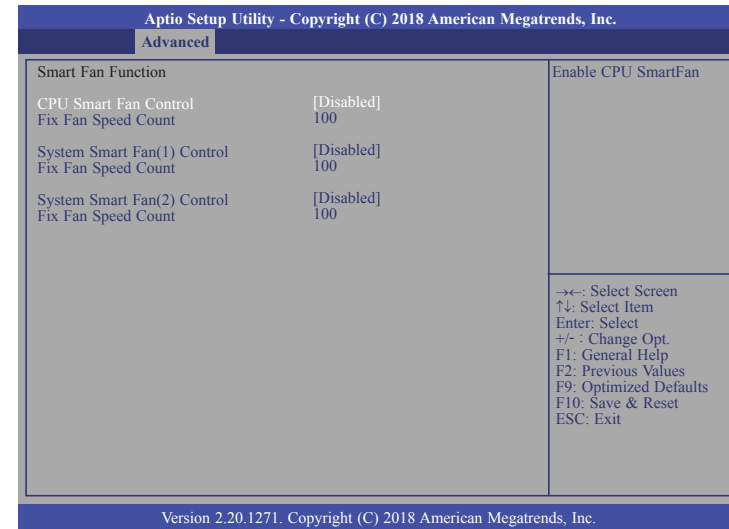 Aptio Setup Utility - Copyright (C) 2018 American Megatrends, Inc.
Advanced
Smart Fan Function
CPU Smart Fan Control [Disabled]
Fix Fan Speed Count 100
System Smart Fan(1) Control [Disabled]
Fix Fan Speed Count 100
System Smart Fan(2) Control [Disabled]
Fix Fan Speed Count 100
Enable CPU SmartFan
→←: Select Screen
↑↓: Select Item
Enter: Select
+/- : Change Opt.
F1: General Help
F2: Previous Values
F9: Optimized Defaults
F10: Save & Reset
ESC: Exit
Version 2.20.1271. Copyright (C) 2018 American Megatrends, Inc.